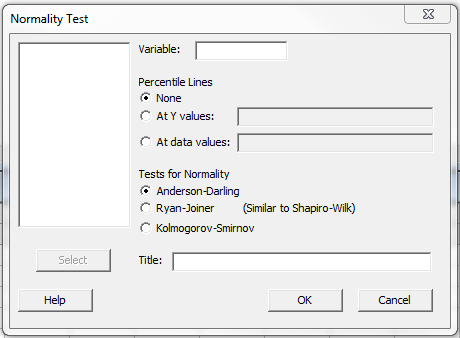 Normality Test
Variable:
Percentile Lines
None
At Y values:
At data values:
Tests for Normality
Anderson-Darling
Ryan-Joiner (Similar to Shapiro-Wilk)
Kolmogorov-Smirnov
Select
Title:
Help
OK
Cancel